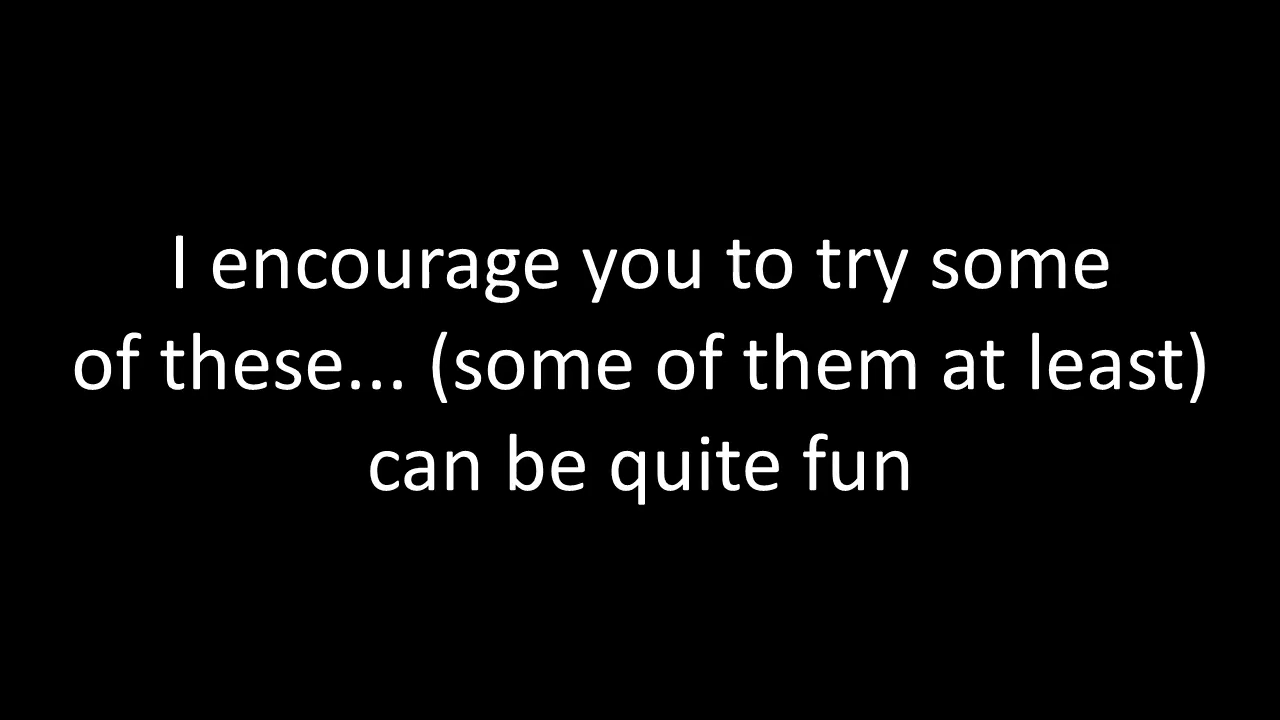 I encourage you to try some
of these... (some of them at least)
can be quite fun